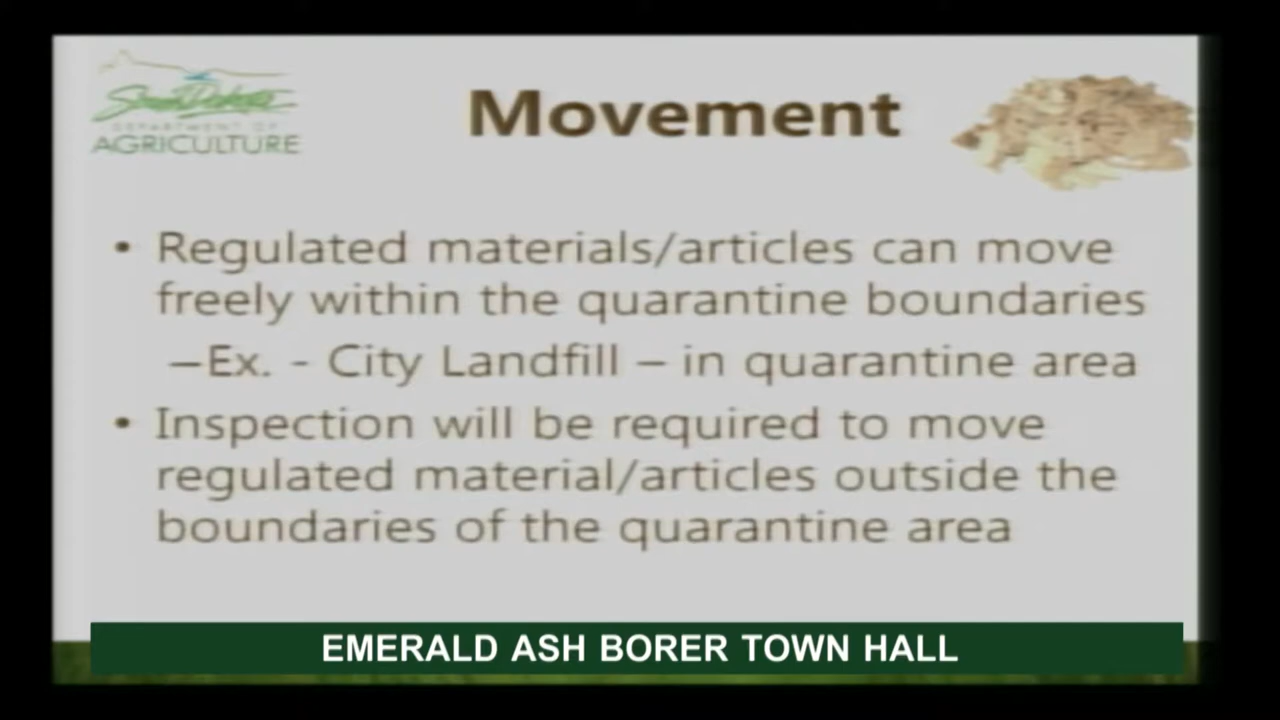 South Dakota
DEPARTMENT OF
AGRICULTURE
Movement
• Regulated materials/articles can move
freely within the quarantine boundaries
–Ex. - City Landfill – in quarantine area
• Inspection will be required to move
regulated material/articles outside the
boundaries of the quarantine area
EMERALD ASH BORER TOWN HALL